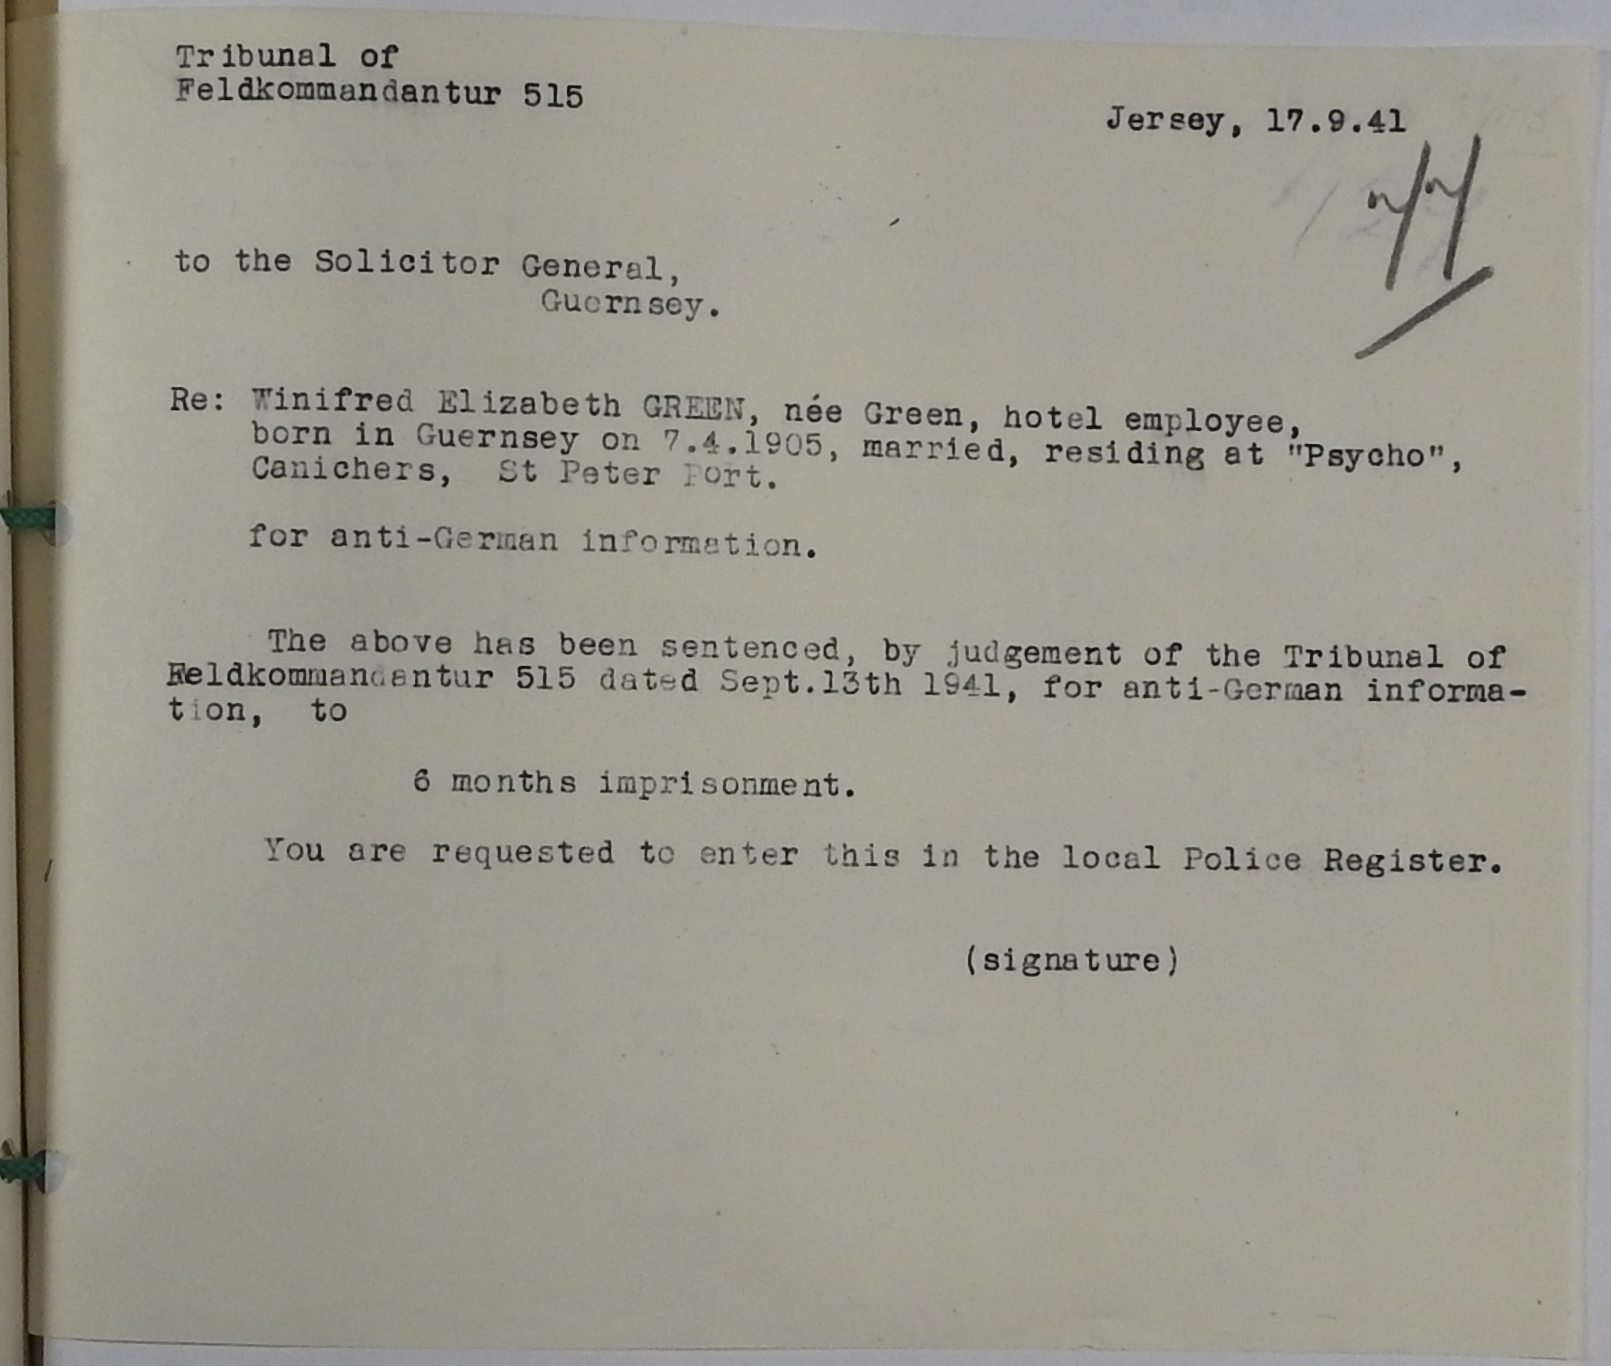 Tribunal of
Feldkommandantur 515
Jersey, 17.9.41
to the Solicitor General,
Guernsey.
Re: Winifred Elizabeth GREEN, née Green, hotel employee,
born in Guernsey on 7.4.1905, married, residing at "Psycho",
Canichers, St Peter Port.
for anti-German information.
The above has been sentenced, by judgement of the Tribunal of
Feldkommandantur 515 dated Sept.13th 1941, for anti-German informa-
tion, to
6 months imprisonment.
You are requested to enter this in the local Police Register.
(signature)